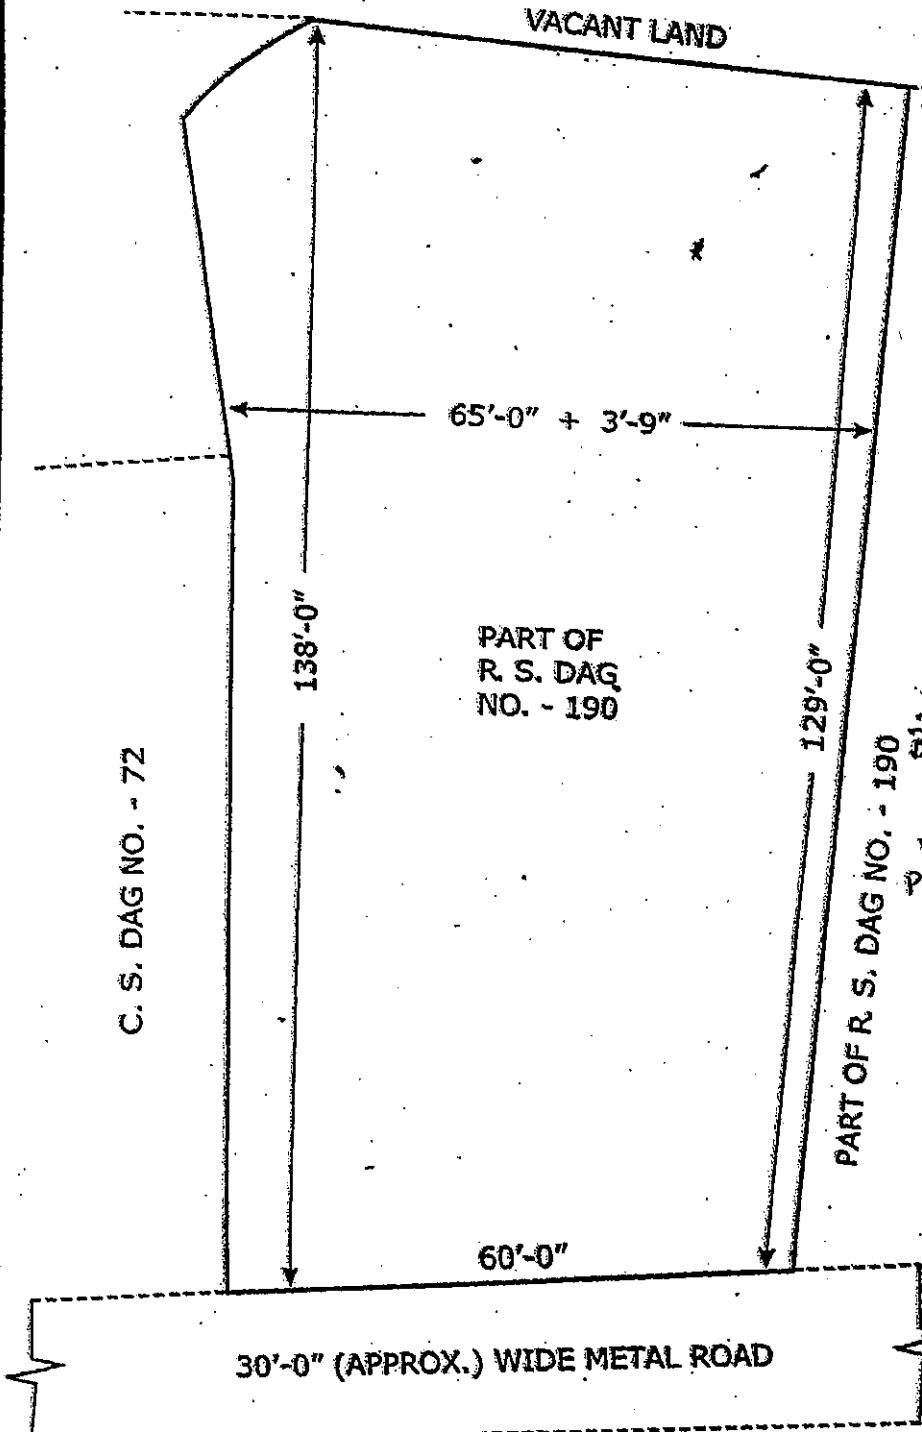 VACANT LAND
65'-0" + 3'-9"
138'-0"
PART OF
R. S. DAG
NO. - 190
129'-0"
C. S. DAG NO. - 72
PART OF R. S. DAG NO. - 190
60'-0"
30'-0" (APPROX.) WIDE METAL ROAD